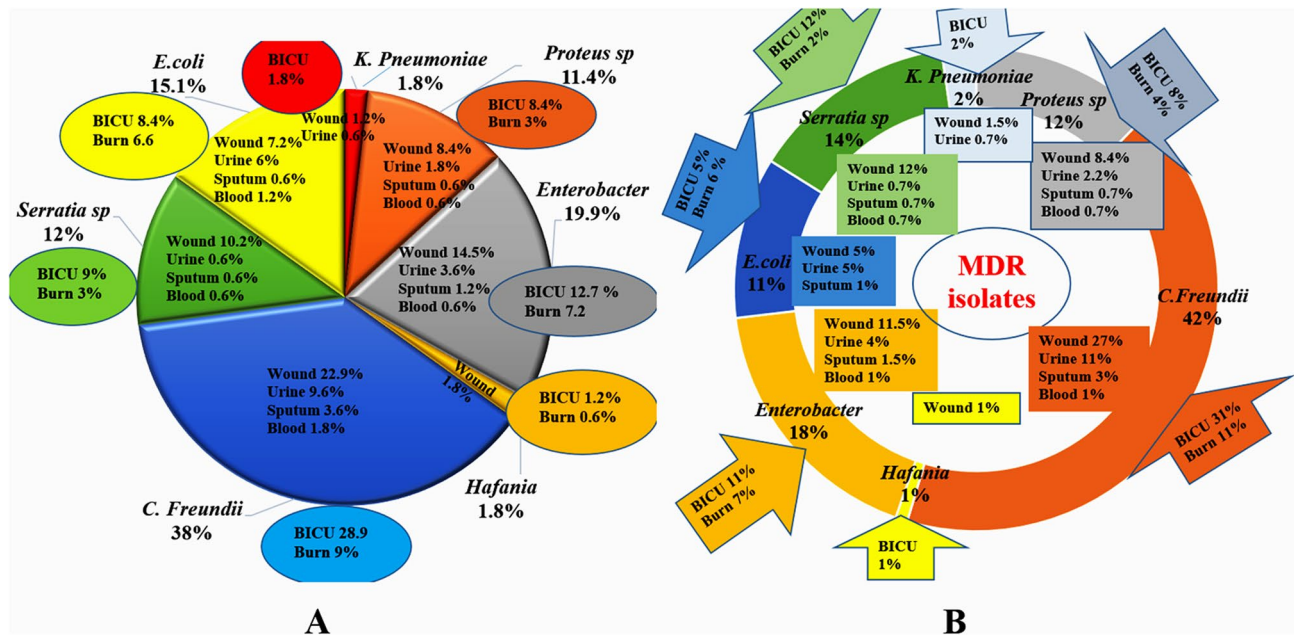 E.coli
15.1%
BICU
1.8%
K. Pneumoniae
1.8%
Proteus sp
11.4%
BICU 8.4%
Burn 6.6
BICU 8.4%
Burn 3%
Wound 7.2%
Urine 6%
Sputum 0.6%
Blood 1.2%
Wound 1.2%
Urine 0.6%
Wound 8.4%
Urine 1.8%
Sputum 0.6%
Blood 0.6%
Enterobacter
19.9%
Serratia sp
12%
BICU 9%
Burn 3%
Wound 10.2%
Urine 0.6%
Sputum 0.6%
Blood 0.6%
Wound 14.5%
Urine 3.6%
Sputum 1.2%
Blood 0.6%
BICU 12.7 %
Burn 7.2
Wound
1.8%
BICU 1.2%
Burn 0.6%
Wound 22.9%
Urine 9.6%
Sputum 3.6%
Blood 1.8%
Hafania
1.8%
C. Freundii
38%
BICU 28.9
Burn 9%
A
BICU 12%
Burn 2%
BICU
2%
K. Pneumoniae
2%
Proteus sp
12%
BICU 8%
Burn 4%
Serratia sp
14%
Wound 1.5%
Urine 0.7%
BICU 5%
Burn 6 %
Wound 12%
Urine 0.7%
Sputum 0.7%
Blood 0.7%
Wound 8.4%
Urine 2.2%
Sputum 0.7%
Blood 0.7%
E.coli
11%
Wound 5%
Urine 5%
Sputum 1%
MDR
isolates
C.Freundii
42%
Wound 11.5%
Urine 4%
Sputum 1.5%
Blood 1%
Wound 27%
Urine 11%
Sputum 3%
Blood 1%
Enterobacter
18%
Wound 1%
BICU 31%
Burn 11%
BICU 11%
Burn 7%
Hafania
1%
BICU
1%
B